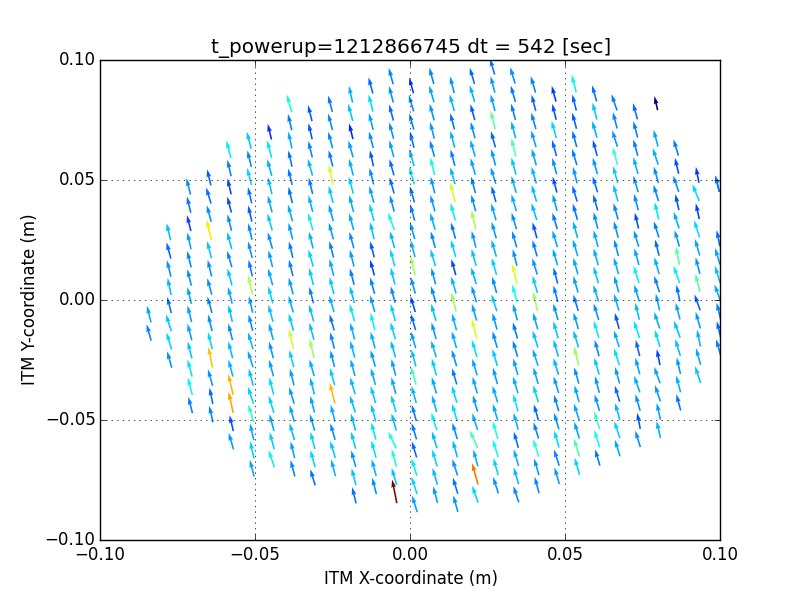 t_powerup=1212866745 dt = 542 [sec]
0.10
0.05
0.00
−0.05
−0.10
ITM Y-coordinate (m)
−0.10 −0.05 0.00 0.05 0.10
ITM X-coordinate (m)